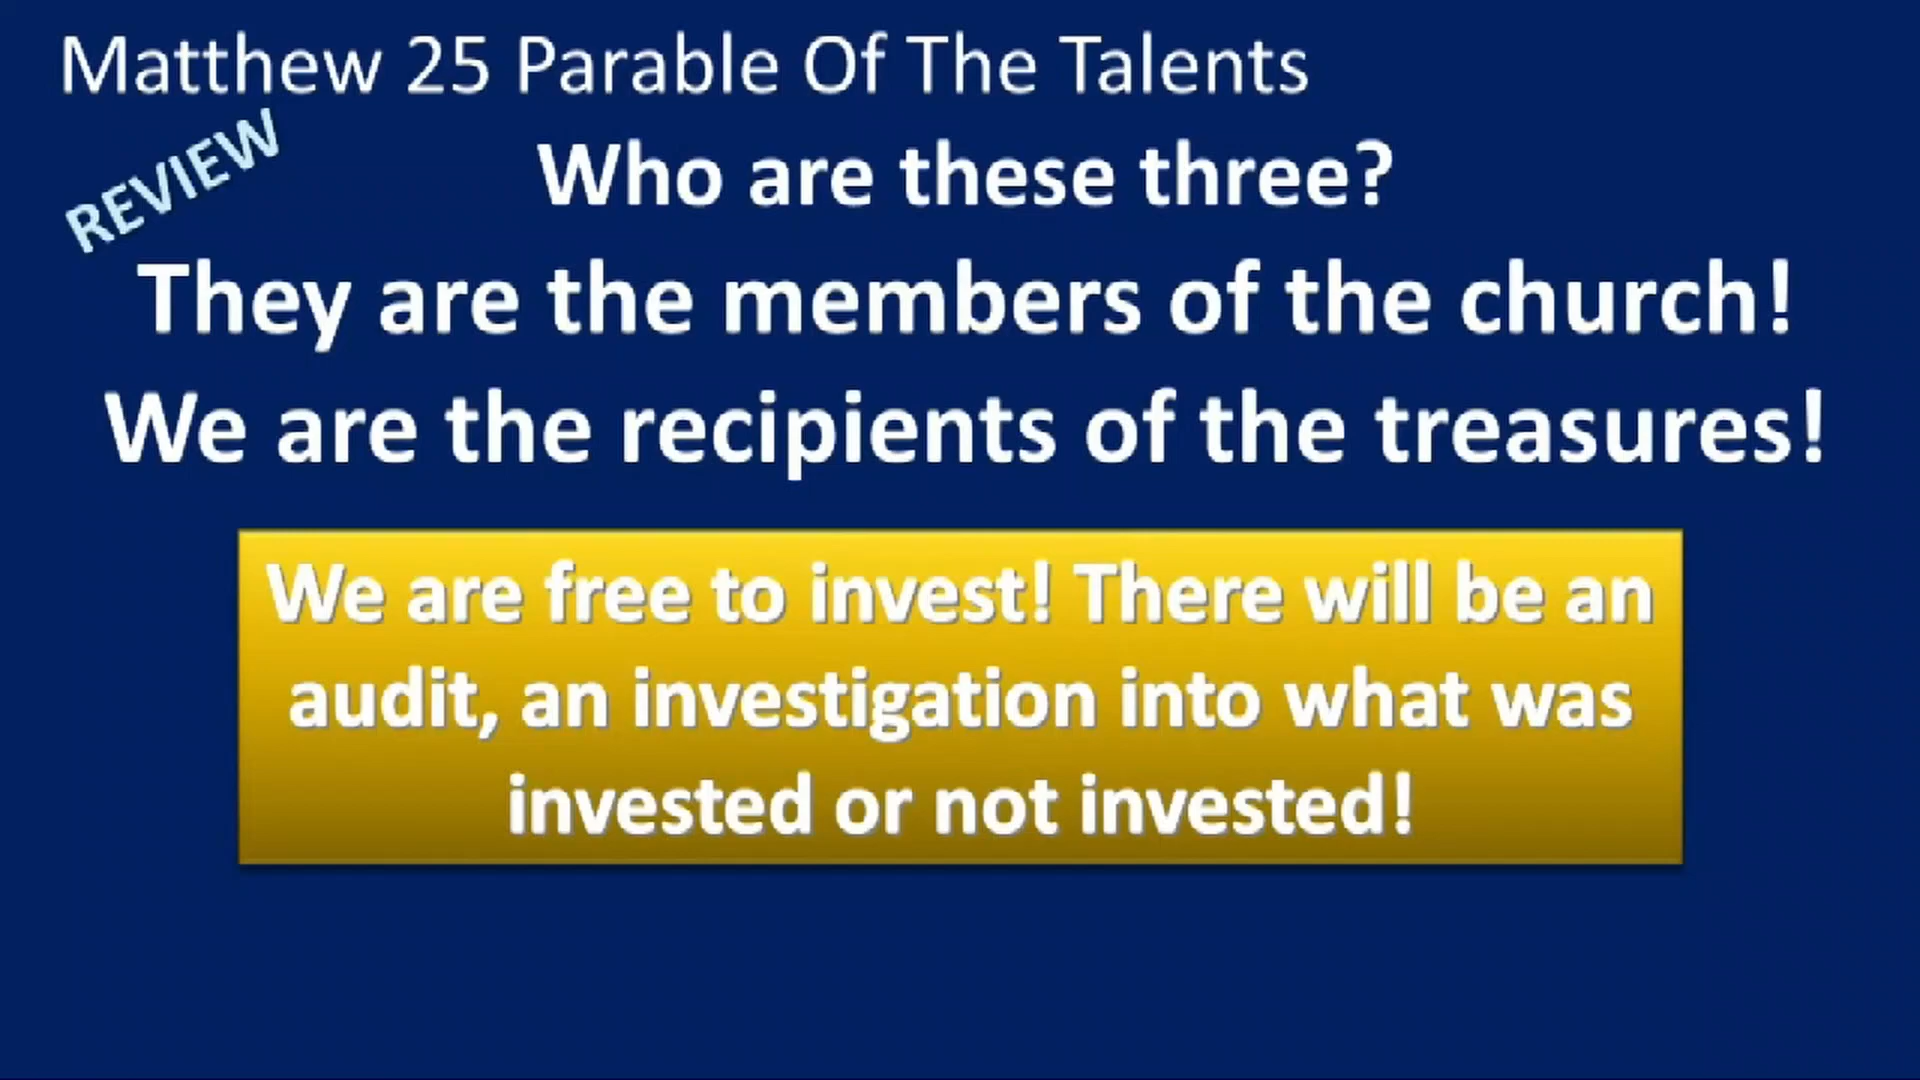 Matthew 25 Parable Of The Talents
REVIEW
Who are these three?
They are the members of the church!
We are the recipients of the treasures!
We are free to invest! There will be an
audit, an investigation into what was
invested or not invested!